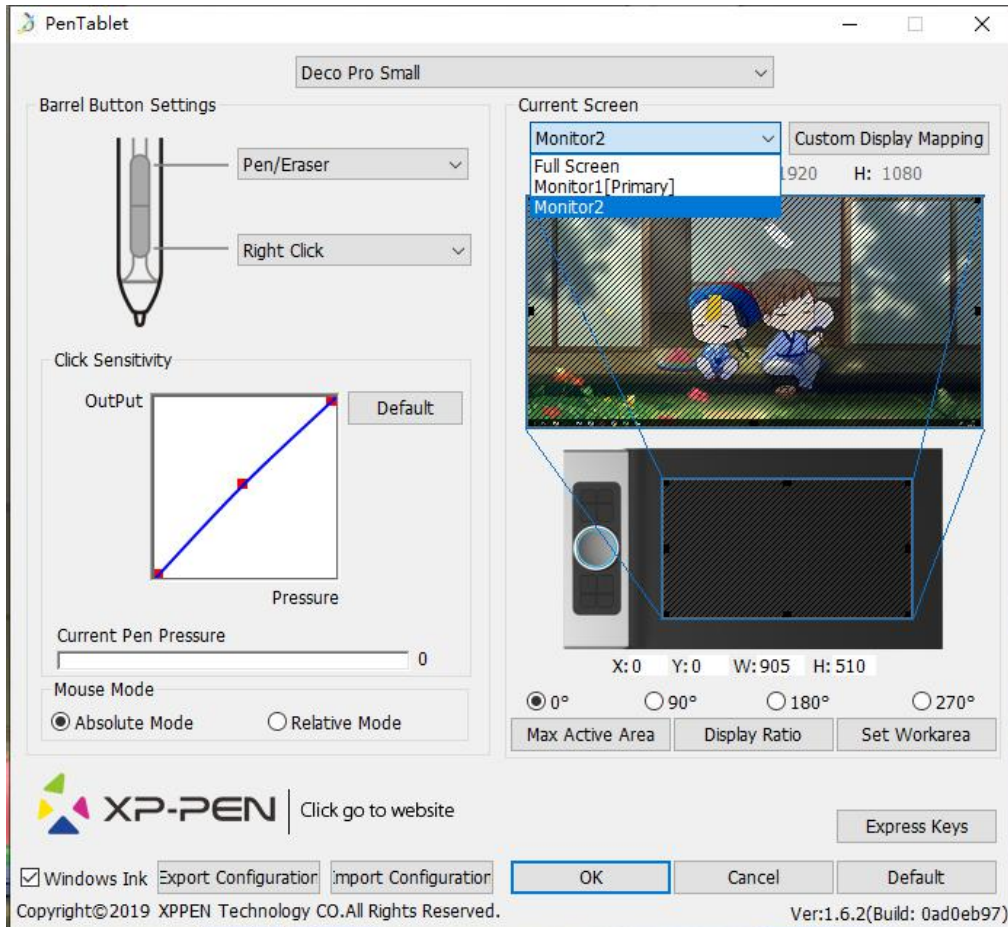 PenTablet
Deco Pro Small
Barrel Button Settings
Pen/Eraser
Right Click
Click Sensitivity
OutPut
Default
Pressure
Current Pen Pressure
0
Mouse Mode
Absolute Mode
Relative Mode
Current Screen
Monitor2
Custom Display Mapping
Full Screen
Monitor1[Primary]
Monitor2
1920 H: 1080
X: 0 Y: 0 W: 905 H: 510
0° 90° 180° 270°
Max Active Area
Display Ratio
Set Workarea
XP-PEN
Click go to website
Express Keys
Windows Ink
Export Configuration
Import Configuration
OK
Cancel
Default
Copyright©2019 XPPEN Technology CO.All Rights Reserved.
Ver:1.6.2(Build: 0ad0eb97)